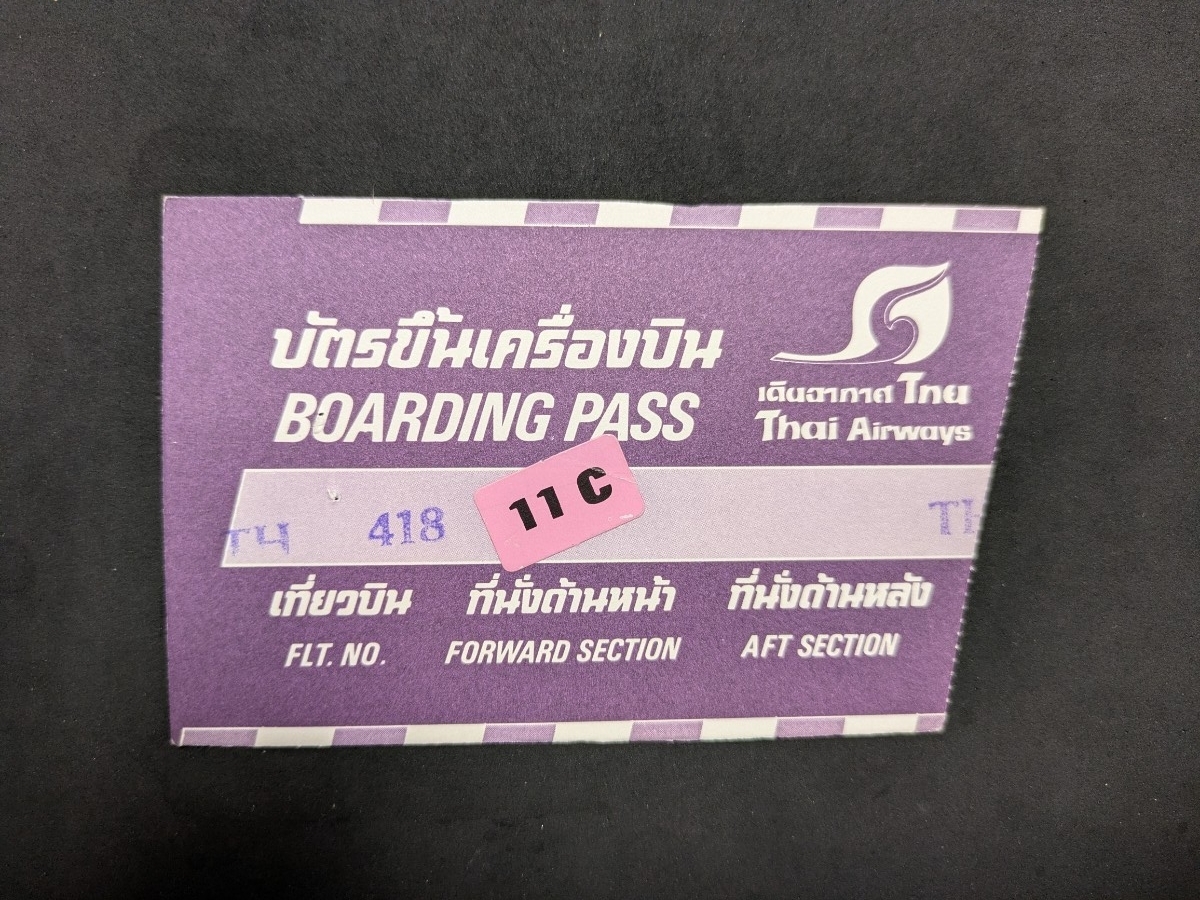 บัตรขึ้นเครื่องบิน
BOARDING PASS
เดินอากาศ ไทย
Thai Airways
11 C
TH 418
TH
เที่ยวบิน ที่นั่งด้านหน้า ที่นั่งด้านหลัง
FLT. NO. FORWARD SECTION AFT SECTION